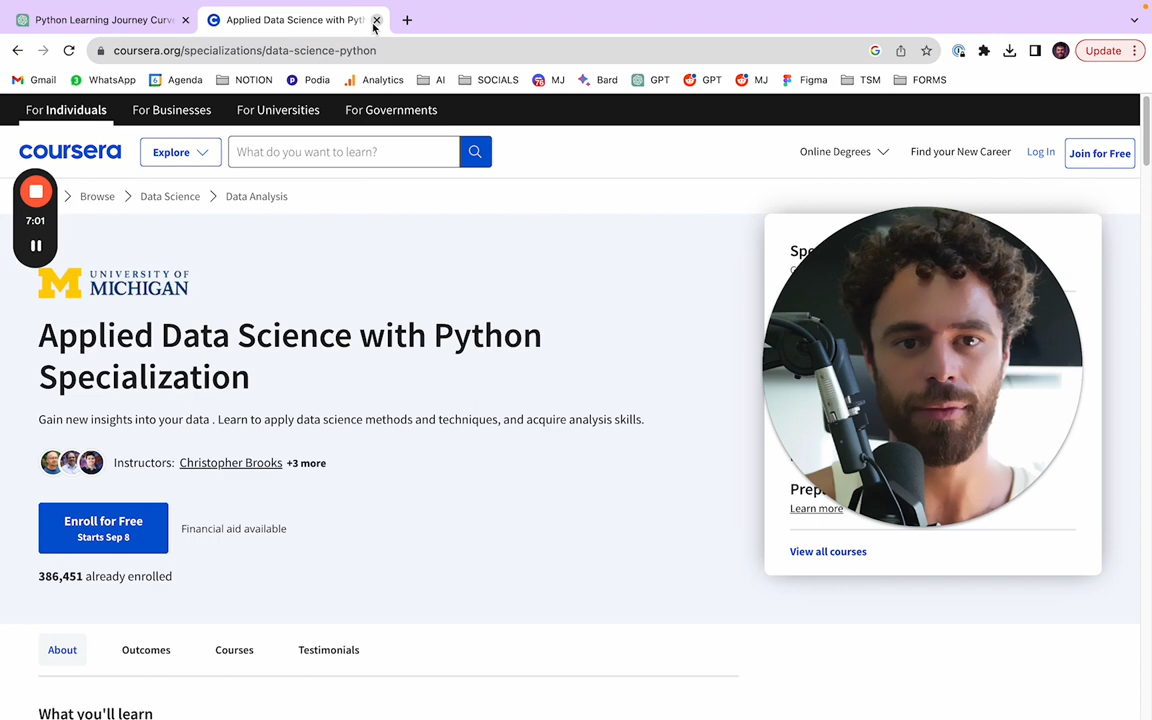 Python Learning Journey Curve
Applied Data Science with Pyth
coursera.org/specializations/data-science-python
Update
Gmail
WhatsApp
6
Agenda
NOTION
Podia
Analytics
AI
SOCIALS
MJ
Bard
GPT
GPT
MJ
Figma
TSM
FORMS
For Individuals
For Businesses
For Universities
For Governments
coursera
Explore
What do you want to learn?
Online Degrees
Find your New Career
Log In
Join for Free
Browse
Data Science
Data Analysis
7:01
M UNIVERSITY OF
MICHIGAN
Applied Data Science with Python
Specialization
Gain new insights into your data . Learn to apply data science methods and techniques, and acquire analysis skills.
Instructors: Christopher Brooks +3 more
Enroll for Free
Starts Sep 8
Financial aid available
386,451 already enrolled
Learn more
View all courses
About
Outcomes
Courses
Testimonials
What you'll learn